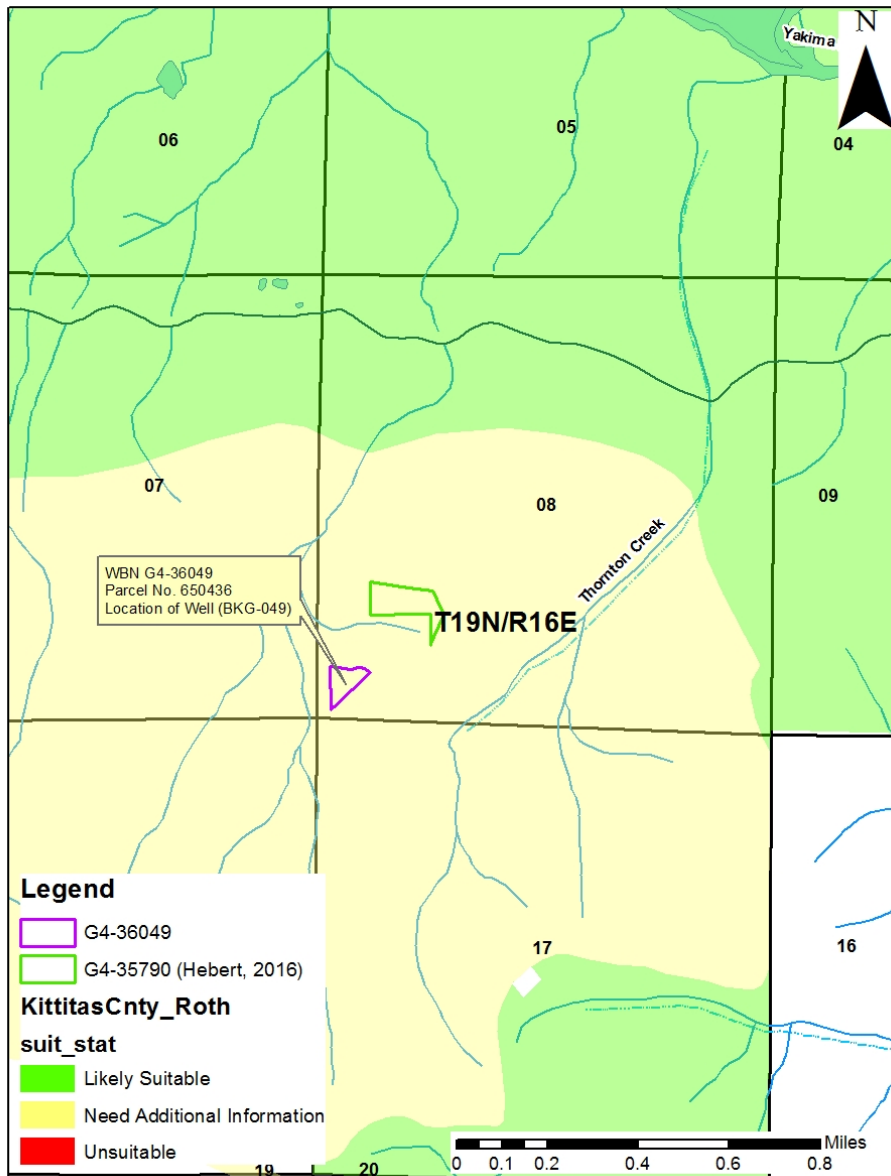 Yakima
N
06
05
04
07
08
09
WBN G4-36049
Parcel No. 650436
Location of Well (BKG-049)
Thornton Creek
T19N/R16E
17
16
Legend
G4-36049
G4-35790 (Hebert, 2016)
KittitasCnty_Roth
suit_stat
Likely Suitable
Need Additional Information
Unsuitable
19
20
Miles
0 0.1 0.2 0.4 0.6 0.8